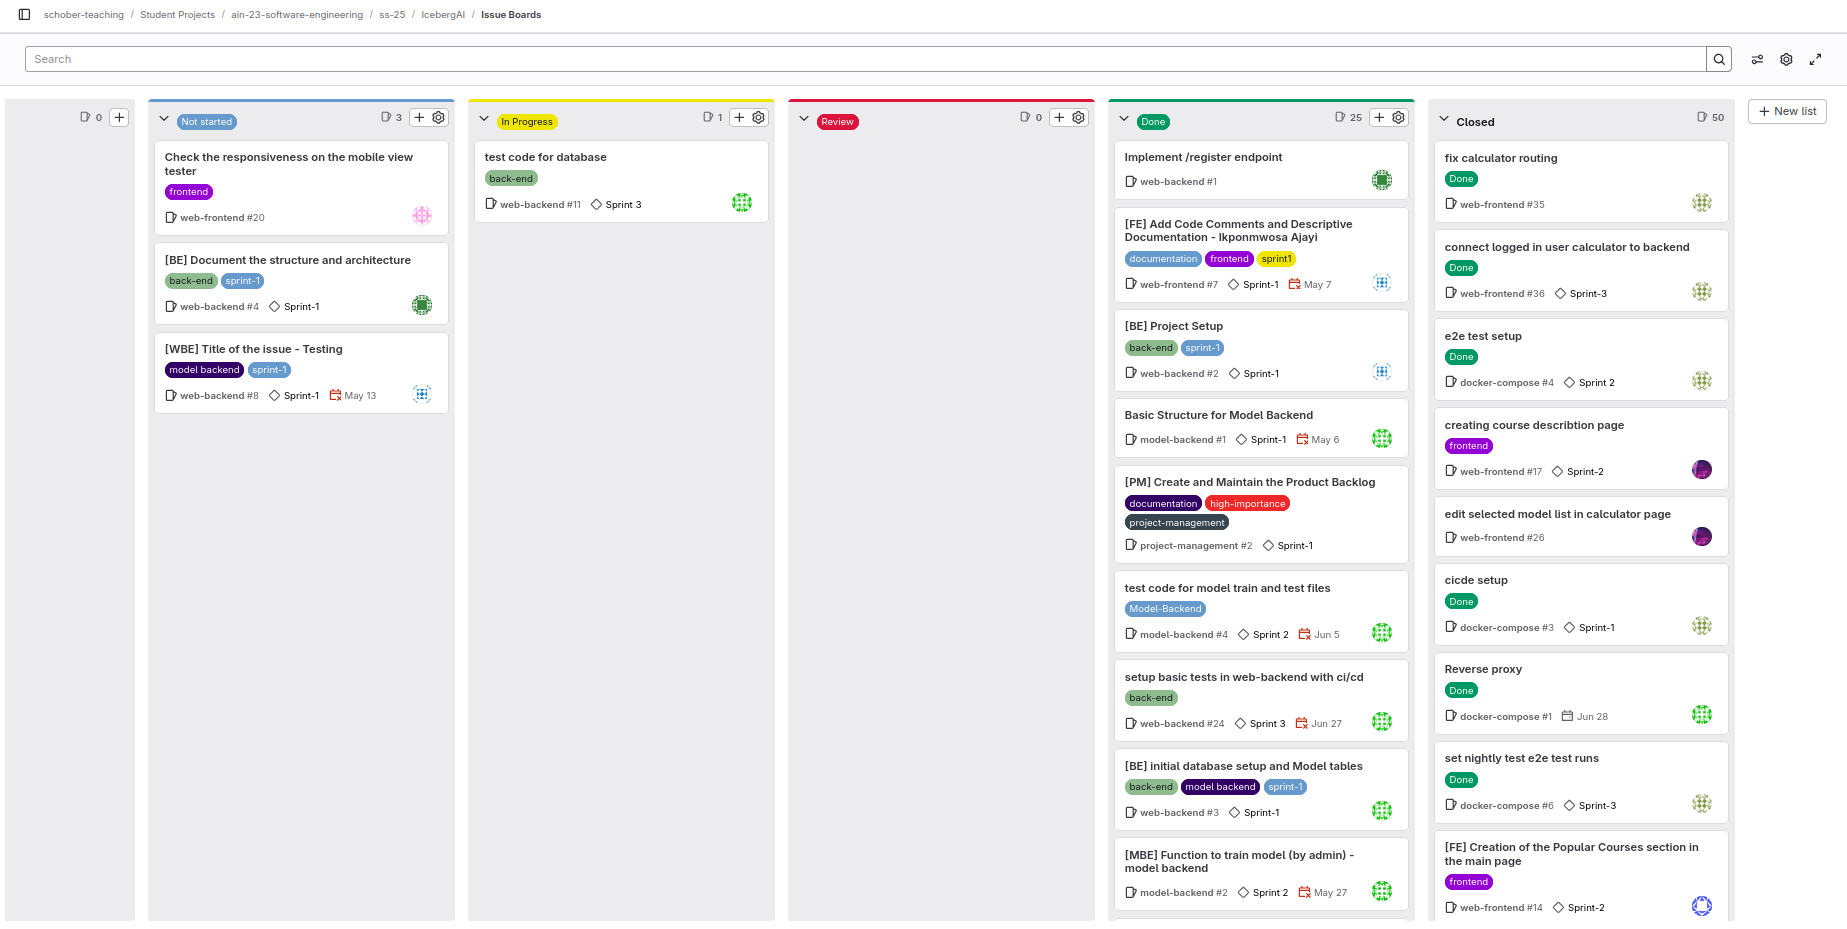 schober-teaching / Student Projects / ain-23-software-engineering / ss-25 / IcebergAI / Issue Boards
Search
0
Not started
3
Check the responsiveness on the mobile view
tester
frontend
web-frontend #20
[BE] Document the structure and architecture
back-end sprint-1
web-backend #4 Sprint-1
[WBE] Title of the issue - Testing
model backend sprint-1
web-backend #8 Sprint-1 May 13
In Progress
1
test code for database
back-end
web-backend #11 Sprint 3
Review
0
Done
25
Implement /register endpoint
web-backend #1
[FE] Add Code Comments and Descriptive
Documentation - Ikponmwosa Ajayi
documentation frontend sprint1
web-frontend #7 Sprint-1 May 7
[BE] Project Setup
back-end sprint-1
web-backend #2 Sprint-1
Basic Structure for Model Backend
model-backend #1 Sprint-1 May 6
[PM] Create and Maintain the Product Backlog
documentation high-importance
project-management
project-management #2 Sprint-1
test code for model train and test files
Model-Backend
model-backend #4 Sprint 2 Jun 5
setup basic tests in web-backend with ci/cd
back-end
web-backend #24 Sprint 3 Jun 27
[BE] initial database setup and Model tables
back-end model backend sprint-1
web-backend #3 Sprint-1
[MBE] Function to train model (by admin) -
model backend
model-backend #2 Sprint 2 May 27
Closed
50
fix calculator routing
Done
web-frontend #35
connect logged in user calculator to backend
Done
web-frontend #36 Sprint-3
e2e test setup
Done
docker-compose #4 Sprint 2
creating course describtion page
frontend
web-frontend #17 Sprint-2
edit selected model list in calculator page
web-frontend #26
cicde setup
Done
docker-compose #3 Sprint-1
Reverse proxy
Done
docker-compose #1 Jun 28
set nightly test e2e test runs
Done
docker-compose #6 Sprint-3
[FE] Creation of the Popular Courses section in
the main page
frontend
web-frontend #14 Sprint-2
New list